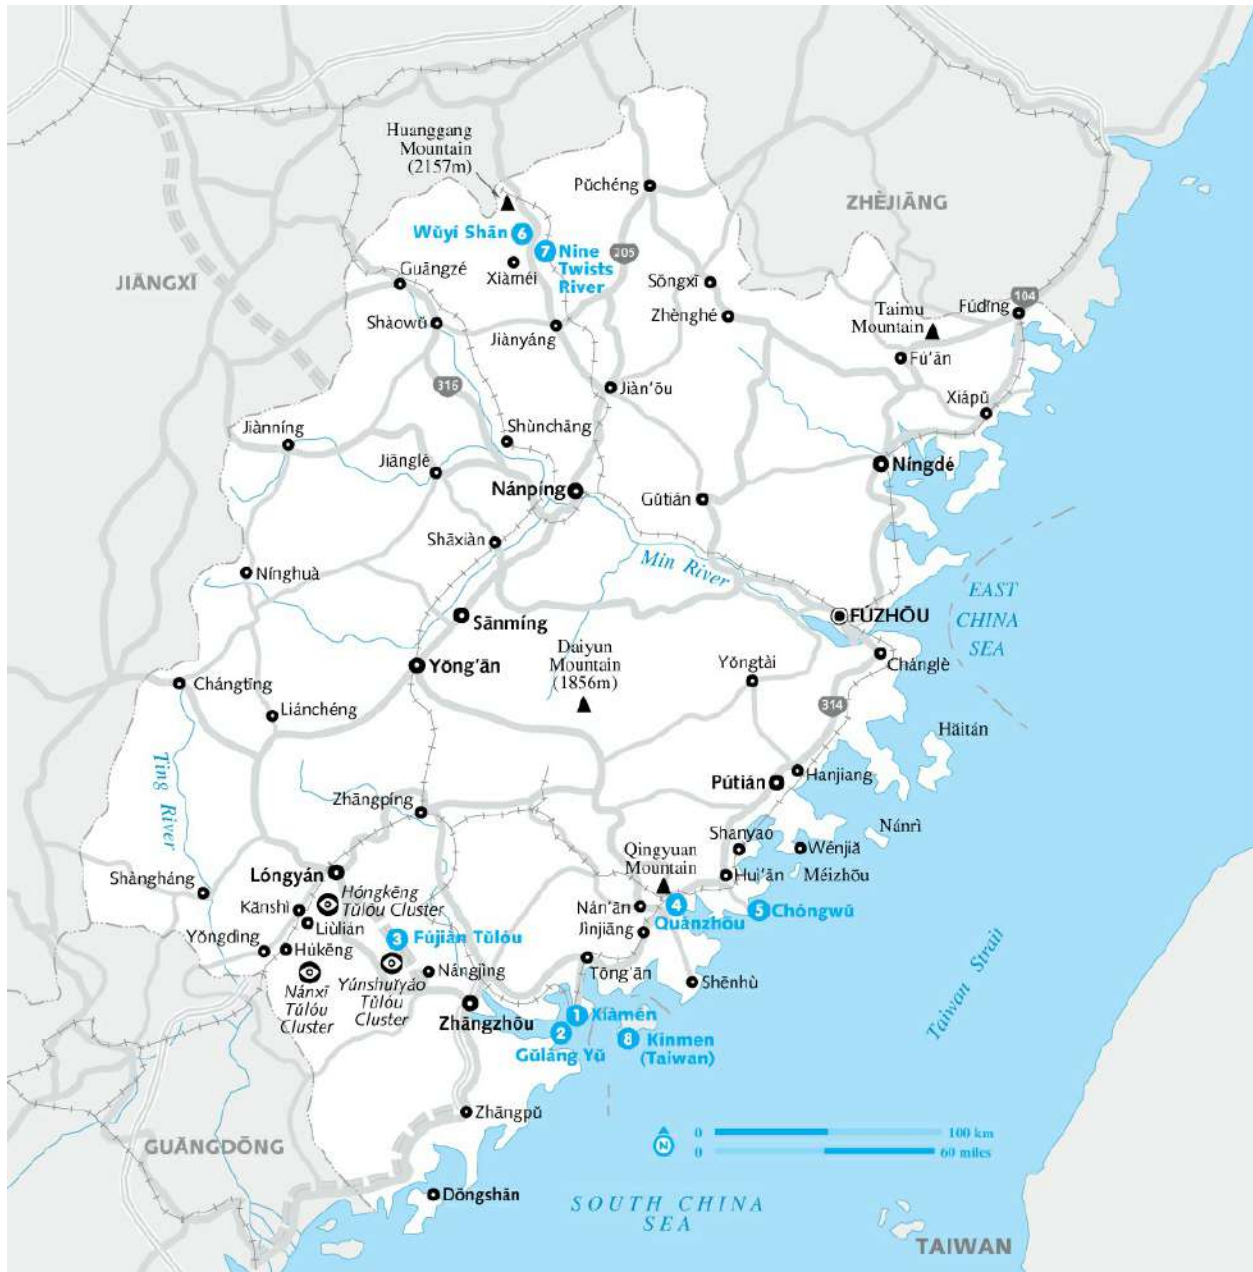 Huanggang
Mountain
(2157m)
Pǔchéng
ZHÈJIĀNG
Wǔyí Shān 6
7 Nine
Twists
River
205
JIĀNGXĪ
Guāngzé
Xiàméi
Sōngxī
104
Fúdǐng
Taimu
Mountain
Shàowǔ
Jiànyáng
Zhènghé
Fú'ān
316
Jiàn'ōu
Xiápǔ
Jiànníng
Shùnchāng
Jiānglè
Níngdé
Nánpíng
Gǔtián
Shāxiàn
Min River
Nínghuà
EAST
CHINA
SEA
FÚZHŌU
Sānmíng
Daiyun
Mountain
(1856m)
Yǒng'ān
Yǒngtài
Chánglè
Chángtīng
Liánchéng
314
Hǎitán
Ting River
Pútián
Hanjiang
Zhāngpíng
Nánrì
Shanyao
Wénjiǎ
Qingyuan
Mountain
Méizhōu
Lóngyán
Huì'ān
Shàngháng
Hóngkēng
Tǔlóu Cluster
Kǎnshì
Nán'ān
4
Quánzhōu
5 Chóngwǔ
Liùlián
Jìnjiāng
Yǒngdìng
3 Fújiàn Tǔlóu
Húkēng
Tóng'ān
Nánjìng
Shēnhù
Nánxī
Tǔlóu
Cluster
Yúnshuǐyáo
Tǔlóu
Cluster
Zhāngzhōu
1 Xiàmén
2
Gǔlàng Yǔ
8 Kinmen
(Taiwan)
Taiwan Strait
Zhāngpǔ
N
0 100 km
0 60 miles
GUǍNGDŌNG
Dōngshān
SOUTH CHINA
SEA
TAIWAN